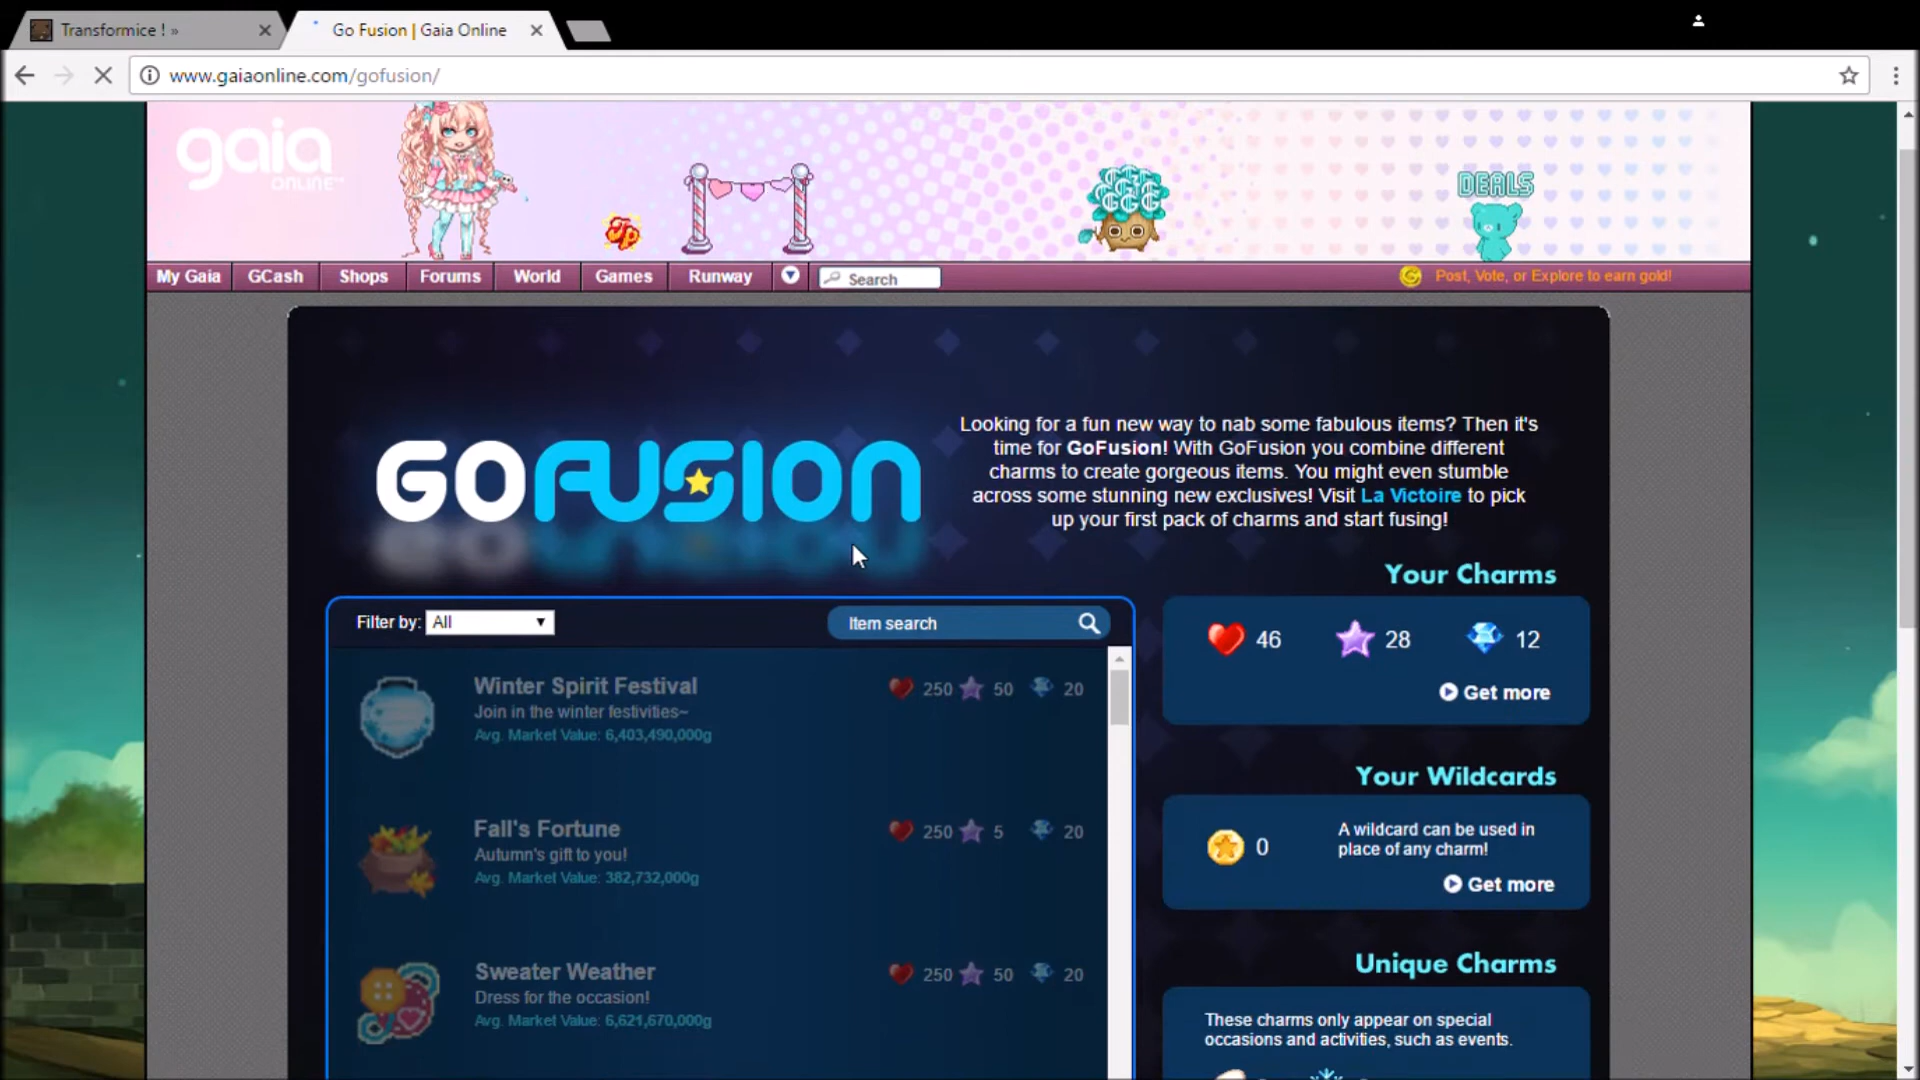 Transformice ! »
Go Fusion | Gaia Online
www.gaiaonline.com/gofusion/
gaia
ONLINE
DEALS
My Gaia GCash Shops Forums World Games Runway Search
Post, Vote, or Explore to earn gold!
GOFUSION
Looking for a fun new way to nab some fabulous items? Then it's
time for GoFusion! With GoFusion you combine different
charms to create gorgeous items. You might even stumble
across some stunning new exclusives! Visit La Victoire to pick
up your first pack of charms and start fusing!
Your Charms
46 28 12
Get more
Filter by: All Item search
Winter Spirit Festival 250 50 20
Join in the winter festivities~
Avg. Market Value: 6,403,490,000g
Your Wildcards
0
A wildcard can be used in
place of any charm!
Get more
Fall's Fortune 250 5 20
Autumn's gift to you!
Avg. Market Value: 382,732,000g
Unique Charms
These charms only appear on special
occasions and activities, such as events.
Sweater Weather 250 50 20
Dress for the occasion!
Avg. Market Value: 6,621,670,000g